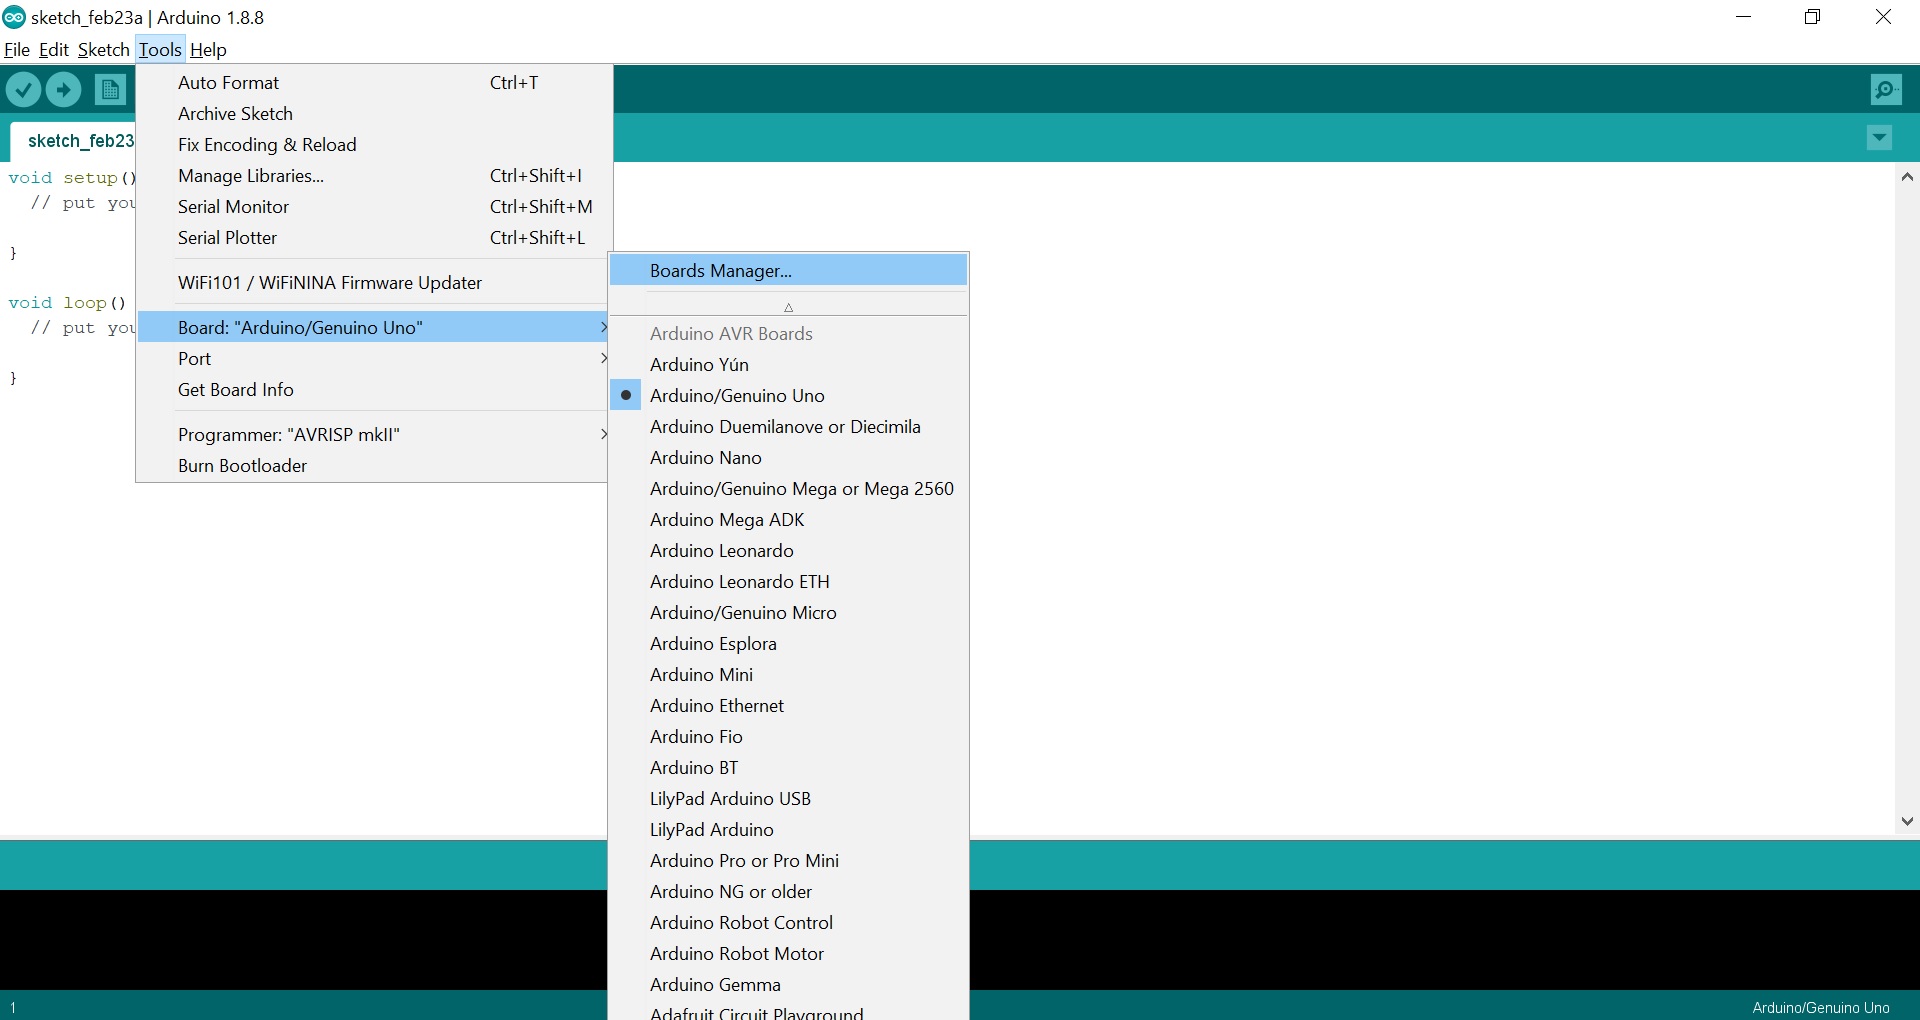 sketch_feb23a | Arduino 1.8.8
File Edit Sketch Tools Help
sketch_feb23
void setup()
// put you
}
void loop()
// put you
}
Auto Format Ctrl+T
Archive Sketch
Fix Encoding & Reload
Manage Libraries... Ctrl+Shift+I
Serial Monitor Ctrl+Shift+M
Serial Plotter Ctrl+Shift+L
WiFi101 / WiFiNINA Firmware Updater
Board: "Arduino/Genuino Uno"
Port
Get Board Info
Programmer: "AVRISP mkII"
Burn Bootloader
Boards Manager...
Arduino AVR Boards
Arduino Yún
Arduino/Genuino Uno
Arduino Duemilanove or Diecimila
Arduino Nano
Arduino/Genuino Mega or Mega 2560
Arduino Mega ADK
Arduino Leonardo
Arduino Leonardo ETH
Arduino/Genuino Micro
Arduino Esplora
Arduino Mini
Arduino Ethernet
Arduino Fio
Arduino BT
LilyPad Arduino USB
LilyPad Arduino
Arduino Pro or Pro Mini
Arduino NG or older
Arduino Robot Control
Arduino Robot Motor
Arduino Gemma
Adafruit Circuit Playground
1
Arduino/Genuino Uno